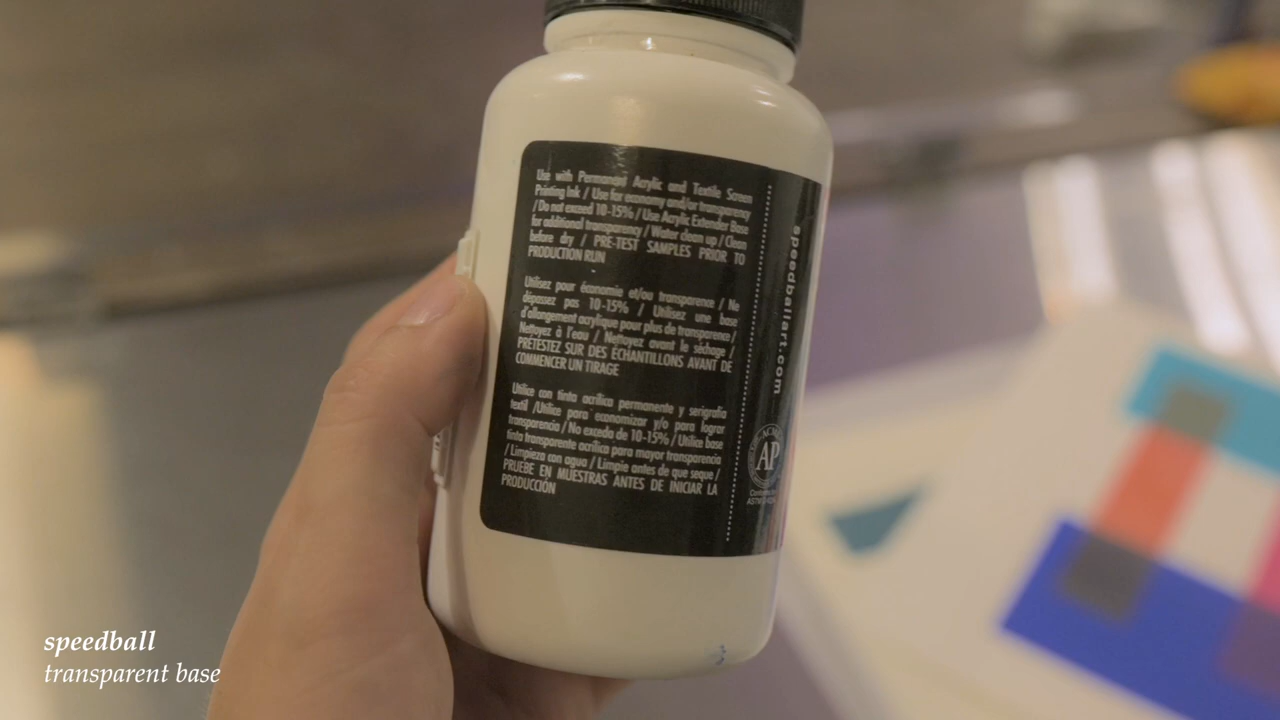 Use with Permanent Acrylic and Textile Screen
Printing Ink / Use for economy and/or transparency
/ Do not exceed 10-15% / Use Acrylic Extender Base
for additional transparency / Water clean up / Clean
before dry / PRE-TEST SAMPLES PRIOR TO
PRODUCTION RUN
Utilisez pour économie et/ou transparence / Ne
dépassez pas 10-15% / Utilisez une base
d'allongement acrylique pour plus de transparence /
Nettoyez à l'eau / Nettoyez avant le séchage /
PRÉTESTEZ SUR DES ÉCHANTILLONS AVANT DE
COMMENCER UN TIRAGE
Utilice con tinta acrílica permanente y serigrafía
textil /Utilice para economizar y/o para lograr
transparencia / No exceda de 10-15% / Utilice base
tinta transparente acrílica para mayor transparencia
/ Limpieza con agua / Limpie antes de que seque /
PRUEBE EN MUESTRAS ANTES DE INICIAR LA
PRODUCCIÓN
speedballart.com
AP
speedball
transparent base